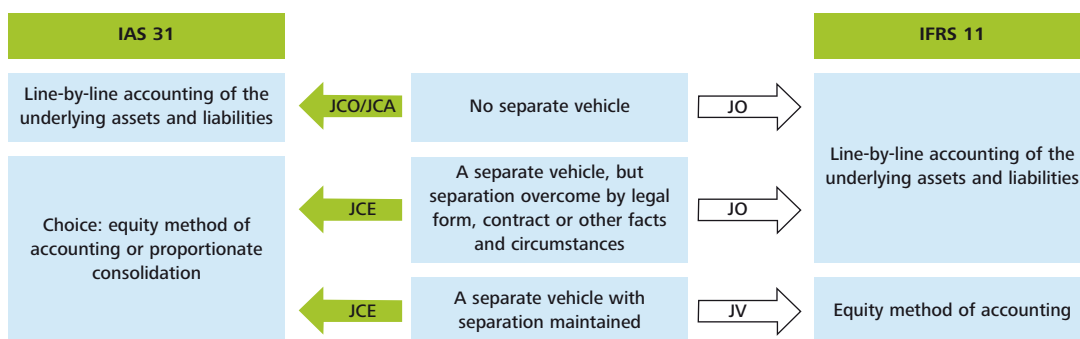 IAS 31
IFRS 11
Line-by-line accounting of the
underlying assets and liabilities
JCO/JCA
No separate vehicle
JO
Line-by-line accounting of the
underlying assets and liabilities
Choice: equity method of
accounting or proportionate
consolidation
JCE
A separate vehicle, but
separation overcome by legal
form, contract or other facts
and circumstances
JO
JCE
A separate vehicle with
separation maintained
JV
Equity method of accounting